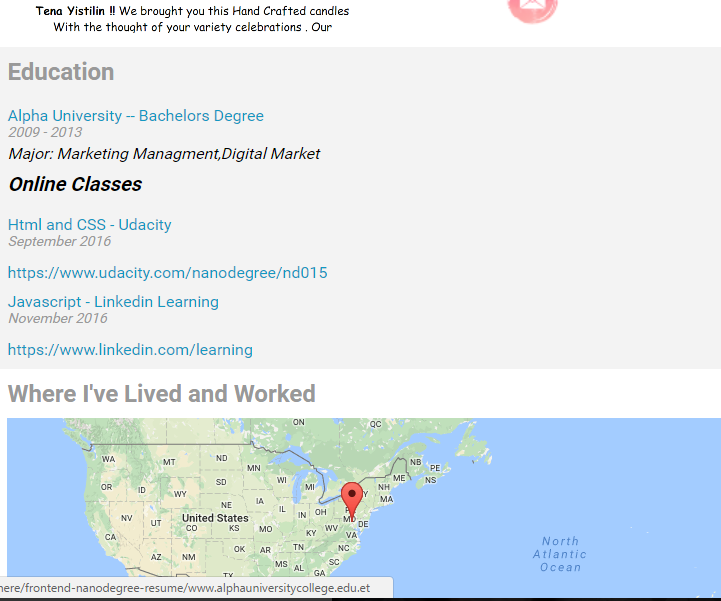 Tena Yistilin !! We brought you this Hand Crafted candles
With the thought of your variety celebrations . Our
Education
Alpha University -- Bachelors Degree
2009 - 2013
Major: Marketing Managment,Digital Market
Online Classes
Html and CSS - Udacity
September 2016
https://www.udacity.com/nanodegree/nd015
Javascript - Linkedin Learning
November 2016
https://www.linkedin.com/learning
Where I've Lived and Worked
ON QC
WA MT ND MN NB PE
OR ID WY SD WI MI NH ME NS
NE IA IL IN OH MA
NV UT United States CO KS MO WV MD DE
CA KY VA
AZ NM OK AR TN NC
MS AL SC
TX GA
North
Atlantic
Ocean
here/frontend-nanodegree-resume/www.alphauniversitycollege.edu.et